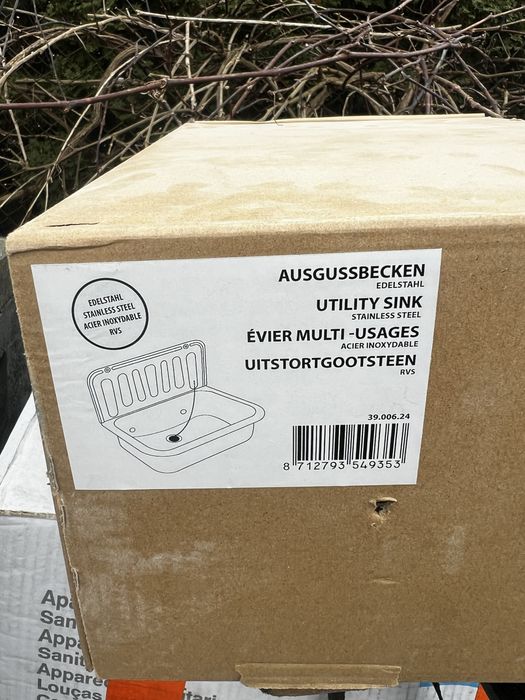 EDELSTAHL
STAINLESS STEEL
ACIER INOXYDABLE
RVS
AUSGUSSBECKEN
EDELSTAHL
UTILITY SINK
STAINLESS STEEL
ÉVIER MULTI -USAGES
ACIER INOXYDABLE
UITSTORTGOOTSTEEN
RVS
39.006.24
8 712793 549353